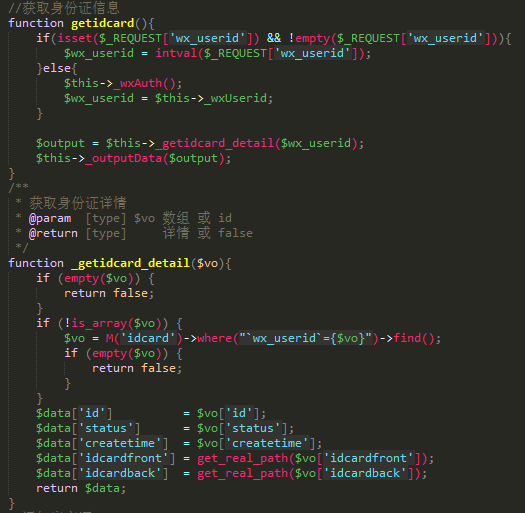 //获取身份证信息
function getidcard(){
    if(isset($_REQUEST['wx_userid']) && !empty($_REQUEST['wx_userid'])){
        $wx_userid = intval($_REQUEST['wx_userid']);
    }else{
        $this->_wxAuth();
        $wx_userid = $this->_wxUserid;
    }
    $output = $this->_getidcard_detail($wx_userid);
    $this->_outputData($output);
}
/**
 * 获取身份证详情
 * @param  [type] $vo 数组 或 id
 * @return [type]     详情 或 false
 */
function _getidcard_detail($vo){
    if (empty($vo)) {
        return false;
    }
    if (!is_array($vo)) {
        $vo = M('idcard')->where("`wx_userid`={$vo}")->find();
        if (empty($vo)) {
            return false;
        }
    }
    $data['id']          = $vo['id'];
    $data['status']      = $vo['status'];
    $data['createtime']  = $vo['createtime'];
    $data['idcardfront'] = get_real_path($vo['idcardfront']);
    $data['idcardback']  = get_real_path($vo['idcardback']);
    return $data;
}